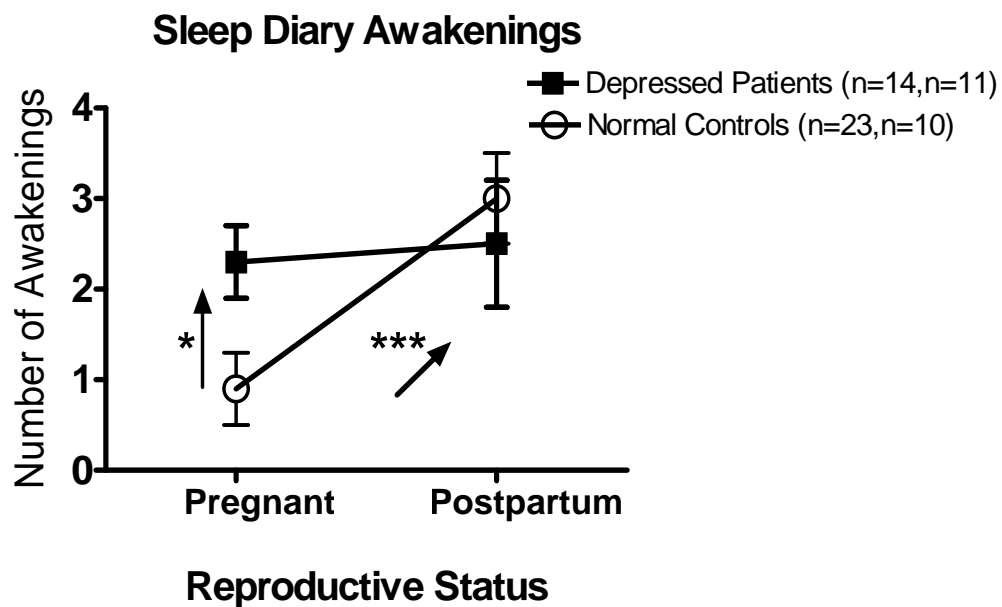 Sleep Diary Awakenings
Depressed Patients (n=14,n=11)
Normal Controls (n=23,n=10)
Number of Awakenings
4
3
2
1
0
*
***
Pregnant
Postpartum
Reproductive Status